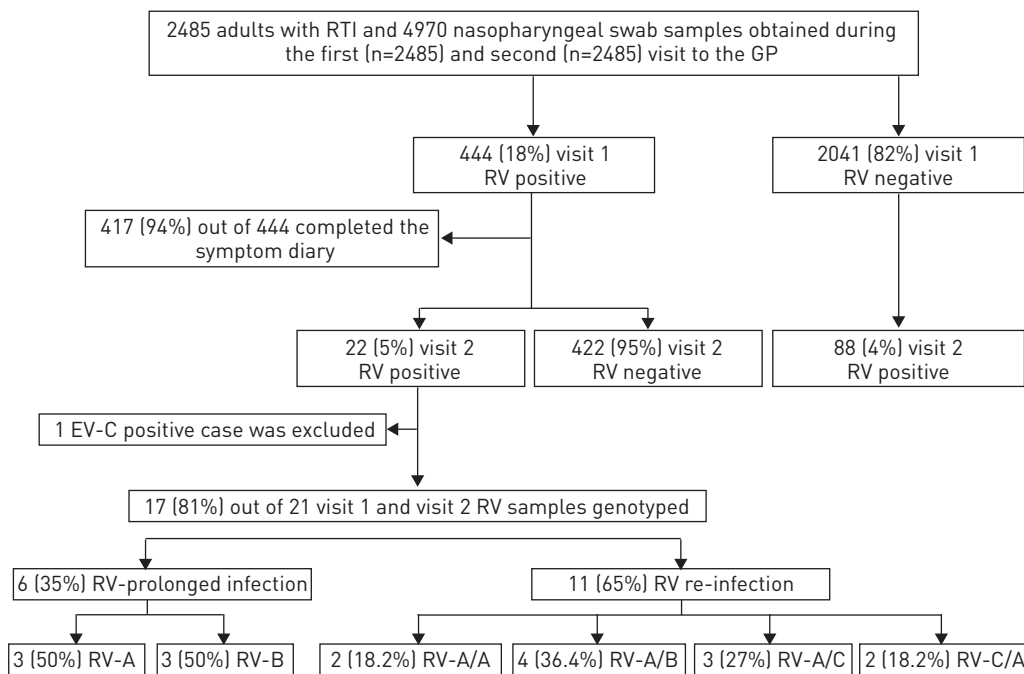 2485 adults with RTI and 4970 nasopharyngeal swab samples obtained during
the first (n=2485) and second (n=2485) visit to the GP
444 (18%) visit 1
RV positive
2041 (82%) visit 1
RV negative
417 (94%) out of 444 completed the
symptom diary
22 (5%) visit 2
RV positive
422 (95%) visit 2
RV negative
88 (4%) visit 2
RV positive
1 EV-C positive case was excluded
17 (81%) out of 21 visit 1 and visit 2 RV samples genotyped
6 (35%) RV-prolonged infection
11 (65%) RV re-infection
3 (50%) RV-A
3 (50%) RV-B
2 (18.2%) RV-A/A
4 (36.4%) RV-A/B
3 (27%) RV-A/C
2 (18.2%) RV-C/A